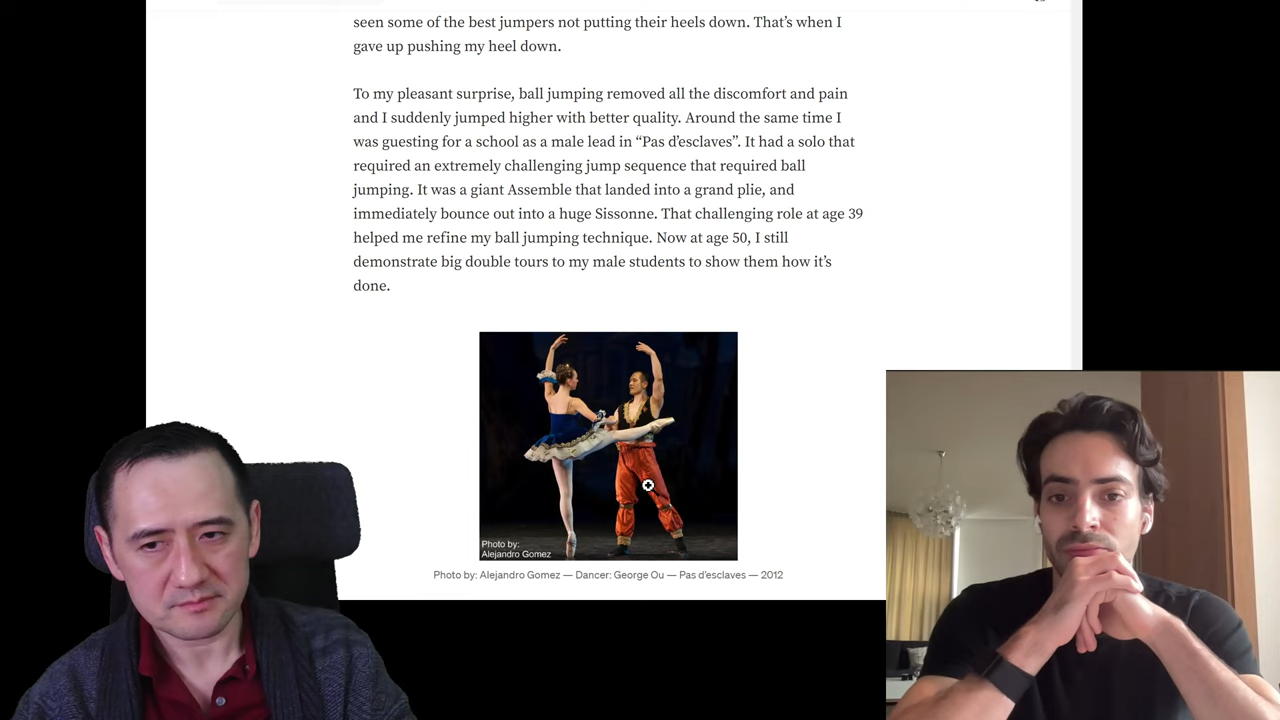 seen some of the best jumpers not putting their heels down. That’s when I
gave up pushing my heel down.
To my pleasant surprise, ball jumping removed all the discomfort and pain
and I suddenly jumped higher with better quality. Around the same time I
was guesting for a school as a male lead in “Pas d’esclaves”. It had a solo that
required an extremely challenging jump sequence that required ball
jumping. It was a giant Assemble that landed into a grand plie, and
immediately bounce out into a huge Sissonne. That challenging role at age 39
helped me refine my ball jumping technique. Now at age 50, I still
demonstrate big double tours to my male students to show them how it’s
done.
Photo by:
Alejandro Gomez
Photo by: Alejandro Gomez — Dancer: George Ou — Pas d’esclaves — 2012